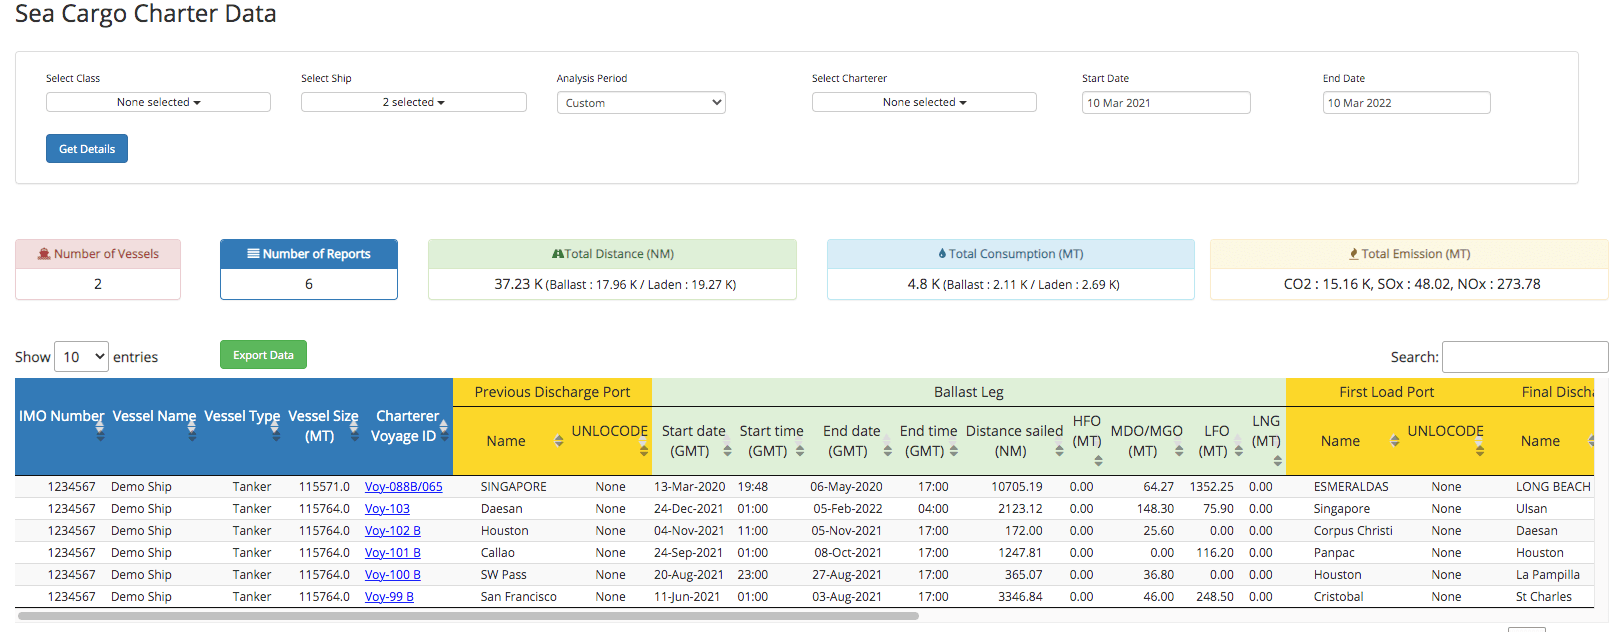 Sea Cargo Charter Data
Select Class Select Ship Analysis Period Select Charterer Start Date End Date
None selected 2 selected Custom None selected 10 Mar 2021 10 Mar 2022
Get Details
Number of Vessels Number of Reports Total Distance (NM) Total Consumption (MT) Total Emission (MT)
2 6 37.23 K (Ballast : 17.96 K / Laden : 19.27 K) 4.8 K (Ballast : 2.11 K / Laden : 2.69 K) CO2 : 15.16 K, SOx : 48.02, NOx : 273.78
Show 10 entries Export Data Search:
Previous Discharge Port Ballast Leg First Load Port Final Discha
IMO Number Vessel Name Vessel Type Vessel Size (MT) Charterer Voyage ID Name UNLOCODE Start date (GMT) Start time (GMT) End date (GMT) End time (GMT) Distance sailed (NM) HFO (MT) MDO/MGO (MT) LFO (MT) LNG (MT) Name UNLOCODE Name
1234567 Demo Ship Tanker 115571.0 Voy-088B/065 SINGAPORE None 13-Mar-2020 19:48 06-May-2020 17:00 10705.19 0.00 64.27 1352.25 0.00 ESMERALDAS None LONG BEACH
1234567 Demo Ship Tanker 115764.0 Voy-103 Daesan None 24-Dec-2021 01:00 05-Feb-2022 04:00 2123.12 0.00 148.30 75.90 0.00 Singapore None Ulsan
1234567 Demo Ship Tanker 115764.0 Voy-102 B Houston None 04-Nov-2021 11:00 05-Nov-2021 17:00 172.00 0.00 25.60 0.00 0.00 Corpus Christi None Daesan
1234567 Demo Ship Tanker 115764.0 Voy-101 B Callao None 24-Sep-2021 01:00 08-Oct-2021 17:00 1247.81 0.00 0.00 116.20 0.00 Panpac None Houston
1234567 Demo Ship Tanker 115764.0 Voy-100 B SW Pass None 20-Aug-2021 23:00 27-Aug-2021 17:00 365.07 0.00 36.80 0.00 0.00 Houston None La Pampilla
1234567 Demo Ship Tanker 115764.0 Voy-99 B San Francisco None 11-Jun-2021 01:00 03-Aug-2021 17:00 3346.84 0.00 46.00 248.50 0.00 Cristobal None St Charles